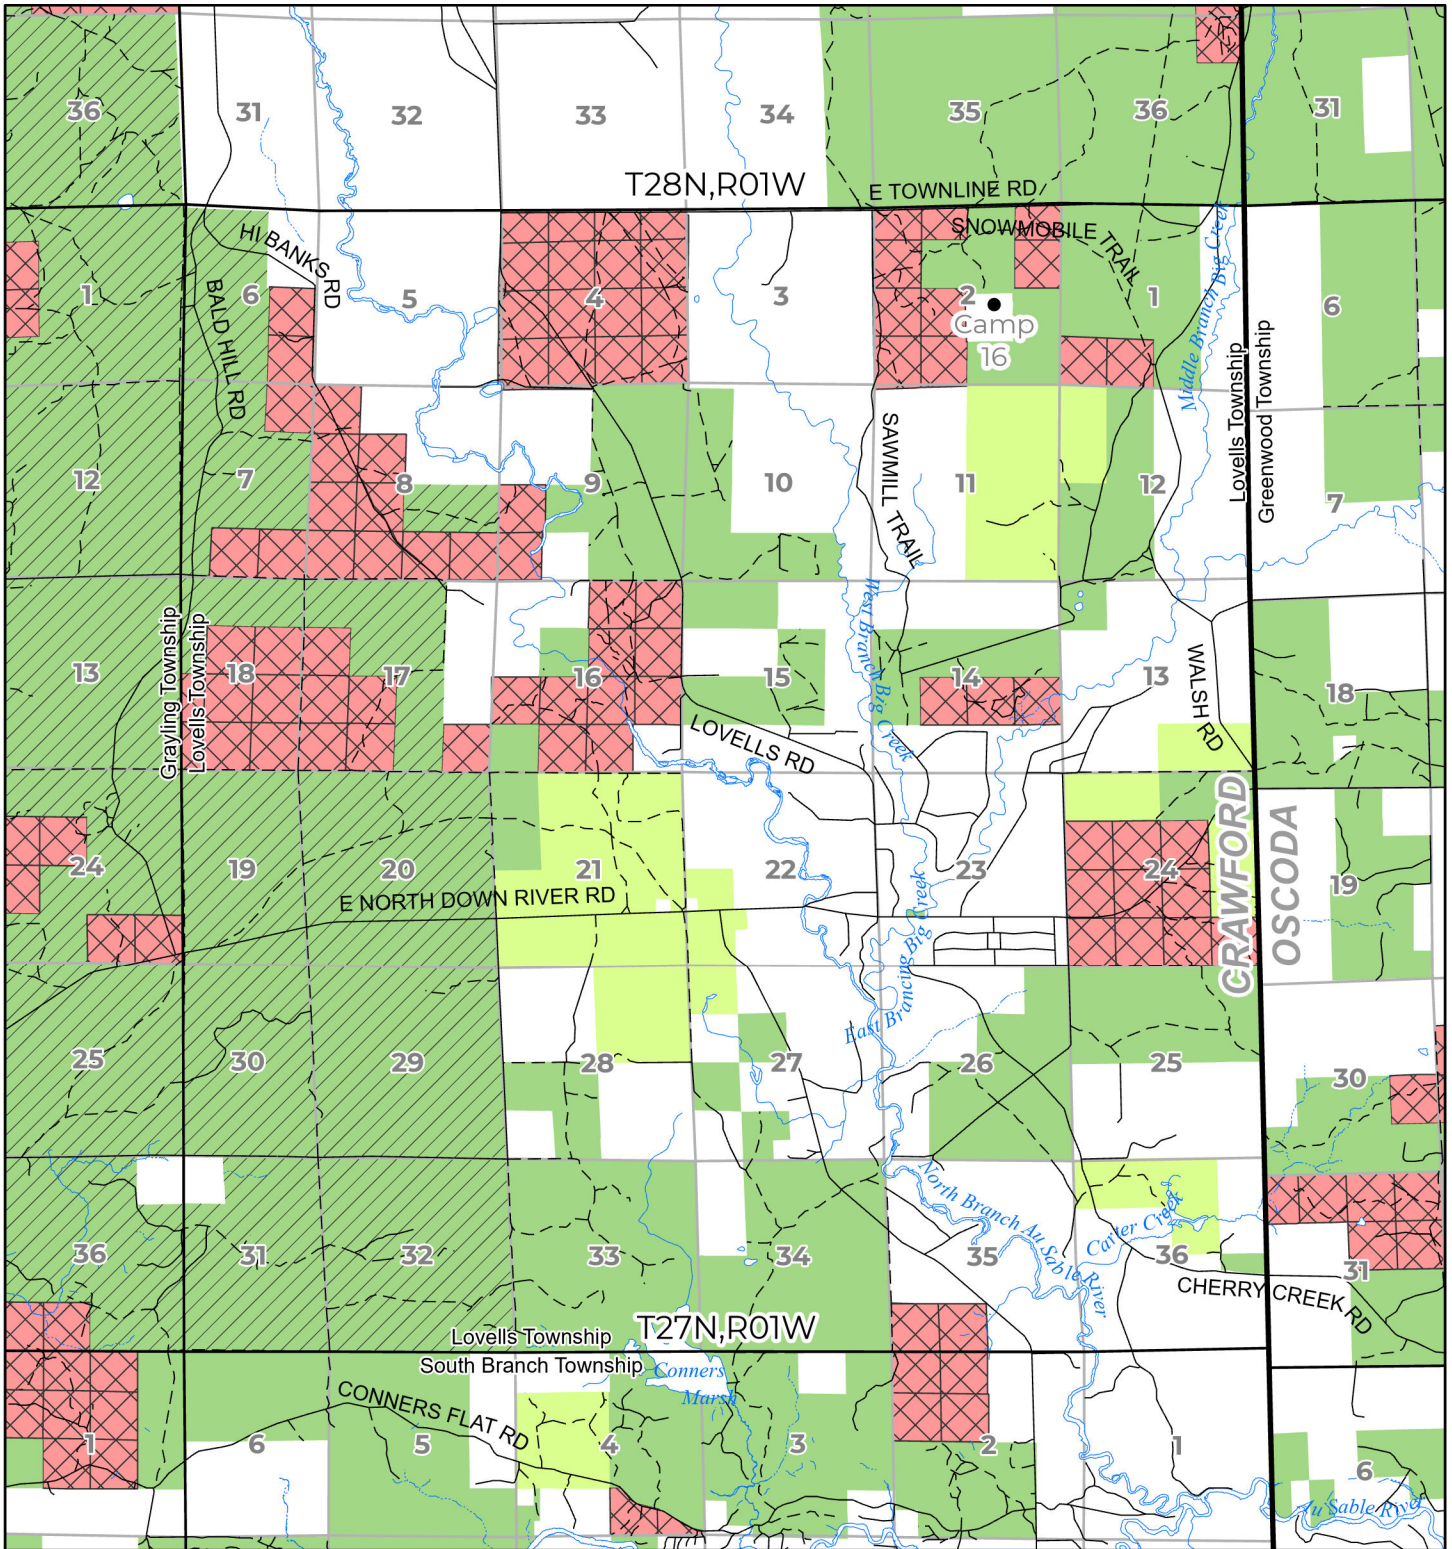 36
31
32
33
34
35
36
31
T28N,R01W
E TOWNLINE RD
SNOWMOBILE TRAIL
HI BANKS RD
BALD HILL RD
1
6
5
4
3
2
1
6
Camp
16
Middle Branch Big Creek
Lovells Township
Greenwood Township
SAWMILL TRAIL
12
7
8
9
10
11
12
7
Grayling Township
Lovells Township
West Branch Big Creek
WALSH RD
13
18
17
16
15
14
13
18
LOVELLS RD
CRAWFORD
OSCODA
24
19
20
21
22
23
24
19
E NORTH DOWN RIVER RD
East Brancing Big Creek
25
30
29
28
27
26
25
30
North Branch Au Sable River
Carter Creek
36
31
32
33
34
35
36
31
CHERRY CREEK RD
T27N,R01W
Lovells Township
South Branch Township
Conners
Marsh
CONNERS FLAT RD
1
6
5
4
3
2
1
6
Au Sable River